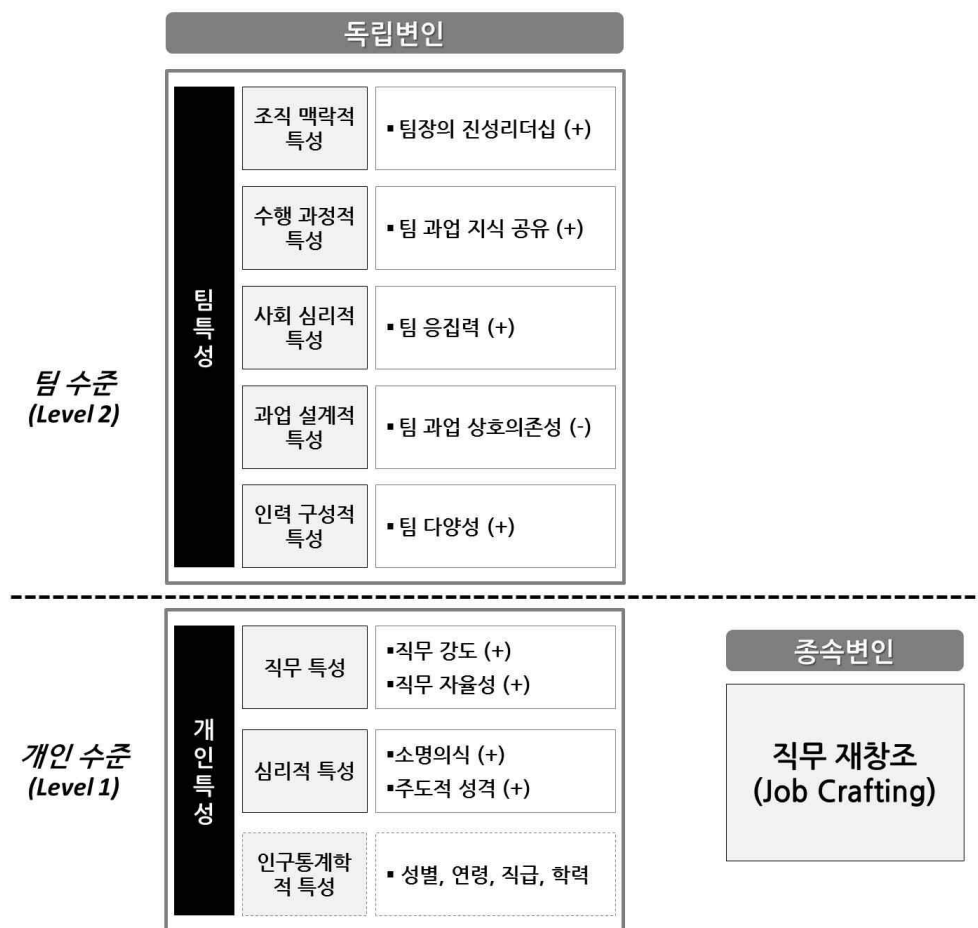 독립변인
팀특성
조직 맥락적
특성
▪팀장의 진성리더십 (+)
수행 과정적
특성
▪팀 과업 지식 공유 (+)
사회 심리적
특성
▪팀 응집력 (+)
팀 수준
(Level 2)
과업 설계적
특성
▪팀 과업 상호의존성 (-)
인력 구성적
특성
▪팀 다양성 (+)
개인 수준
(Level 1)
개인특성
직무 특성
▪직무 강도 (+)
▪직무 자율성 (+)
심리적 특성
▪소명의식 (+)
▪주도적 성격 (+)
인구통계학
적 특성
▪성별, 연령, 직급, 학력
종속변인
직무 재창조
(Job Crafting)